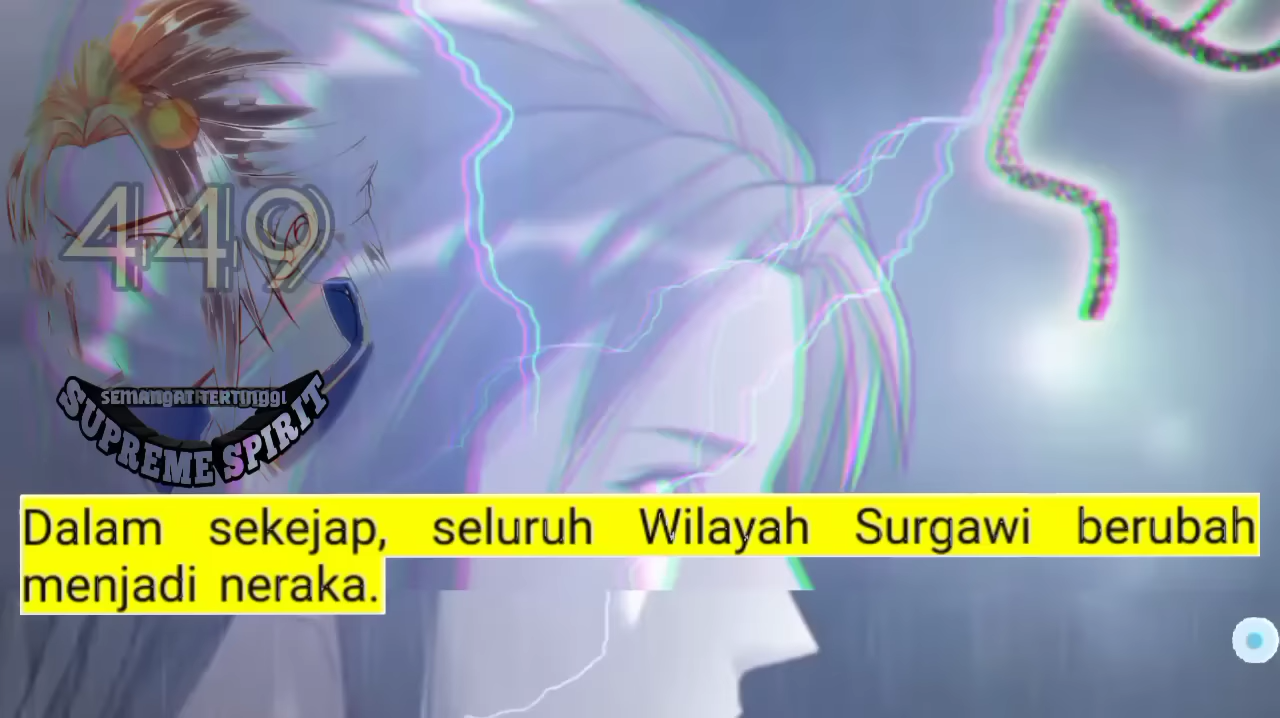 449
SEMANGAT TERTINGGI
SUPREME SPIRIT
Dalam sekejap, seluruh Wilayah Surgawi berubah
menjadi neraka.